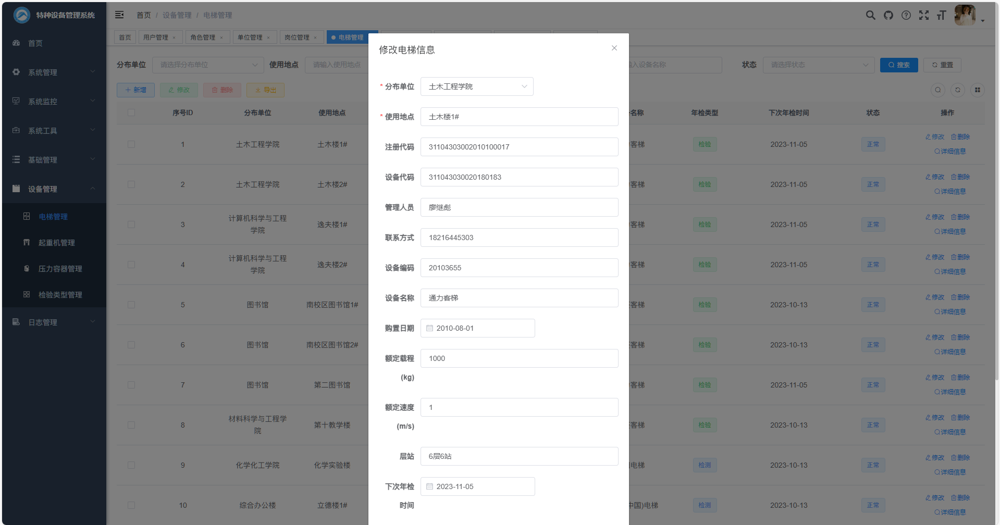 特种设备管理系统
首页 / 设备管理 / 电梯管理
首页
系统管理
系统监控
系统工具
基础管理
设备管理
电梯管理
起重机管理
压力容器管理
检验类型管理
日志管理
首页 用户管理 × 角色管理 × 单位管理 × 岗位管理 × 电梯管理
分布单位 请选择分布单位 使用地点 请输入使用地点 输入设备名称 状态 请选择状态 搜索 重置
新增 修改 删除 导出
序号ID 分布单位 使用地点 名称 年检类型 下次年检时间 状态 操作
1 土木工程学院 土木楼1# 客梯 检验 2023-11-05 正常 修改 删除
详细信息
2 土木工程学院 土木楼2# 客梯 检验 2023-11-05 正常 修改 删除
详细信息
3 计算机科学与工程 逸夫楼1# 客梯 检验 2023-11-05 正常 修改 删除
学院 详细信息
4 计算机科学与工程 逸夫楼2# 客梯 检验 2023-11-05 正常 修改 删除
学院 详细信息
5 图书馆 南校区图书馆1# 客梯 检验 2023-10-13 正常 修改 删除
详细信息
6 图书馆 南校区图书馆2# 客梯 检验 2023-10-13 正常 修改 删除
详细信息
7 图书馆 第二图书馆 客梯 检验 2023-11-05 正常 修改 删除
详细信息
8 材料科学与工程学 第十教学楼 客梯 检验 2023-10-13 正常 修改 删除
院 详细信息
9 化学化工学院 化学实验楼 电梯 检测 2023-10-13 正常 修改 删除
详细信息
10 综合办公楼 立德楼1# 中国)电梯 检测 2023-10-13 正常 修改 删除
详细信息
修改电梯信息
* 分布单位 土木工程学院
* 使用地点 土木楼1#
注册代码 31104303002010100017
设备代码 311043030020180183
管理人员 廖继彪
联系方式 18216445303
设备编码 20103655
设备名称 通力客梯
购置日期 2010-08-01
额定载程 1000
(kg)
额定速度 1
(m/s)
层站 6层6站
下次年检 2023-11-05
时间